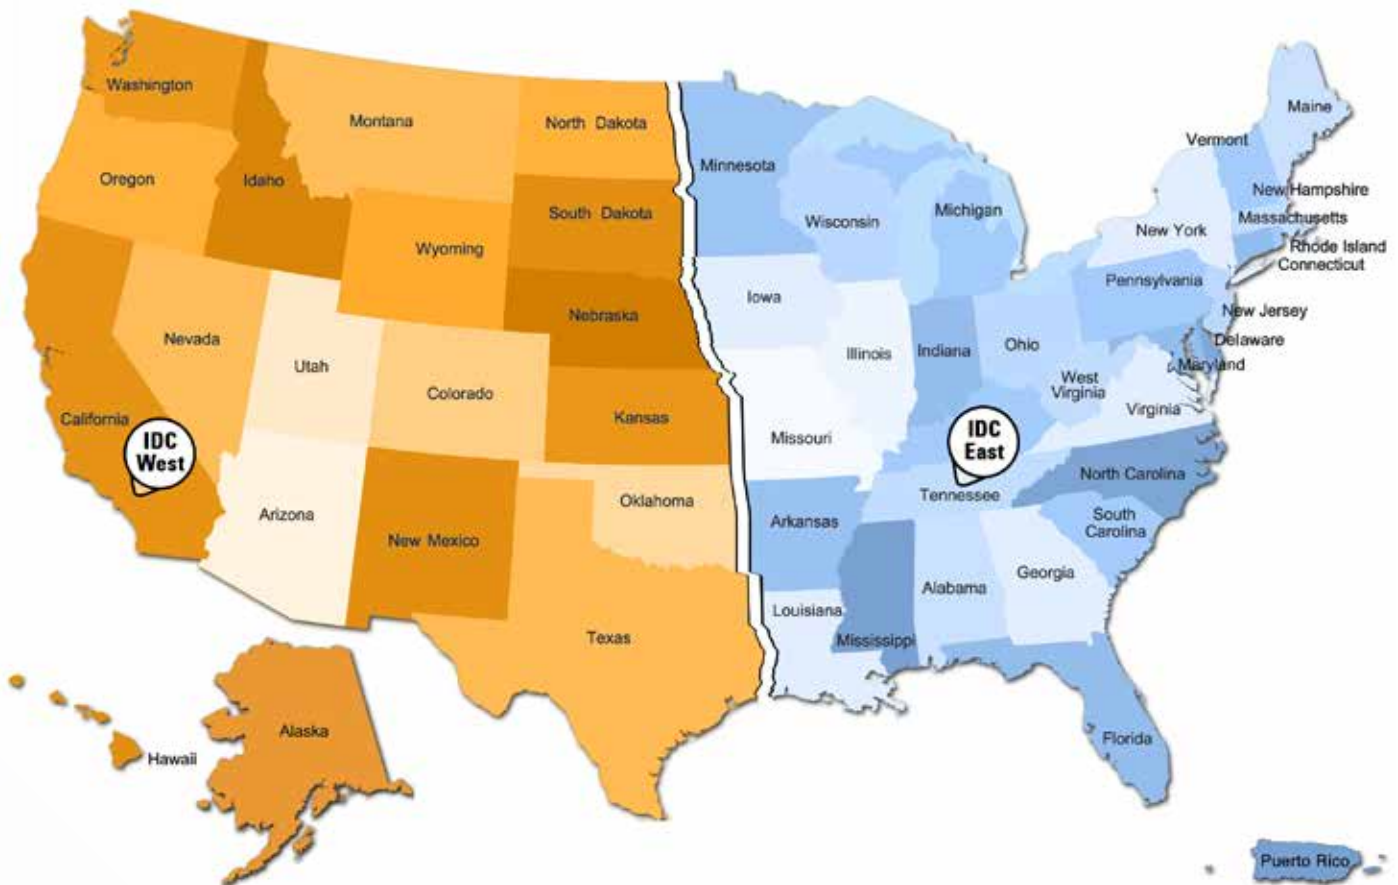 Washington
Montana
North Dakota
Minnesota
Maine
Vermont
Oregon
Idaho
South Dakota
Wisconsin
Michigan
New Hampshire
Massachusetts
New York
Rhode Island
Connecticut
Wyoming
Iowa
Pennsylvania
Nebraska
New Jersey
Nevada
Utah
Illinois
Indiana
Ohio
Delaware
Maryland
Colorado
West
Virginia
Virginia
California
Kansas
Missouri
IDC
West
IDC
East
North Carolina
Arizona
Oklahoma
Tennessee
Arkansas
South
Carolina
New Mexico
Georgia
Alabama
Louisiana
Mississippi
Texas
Alaska
Hawaii
Florida
Puerto Rico